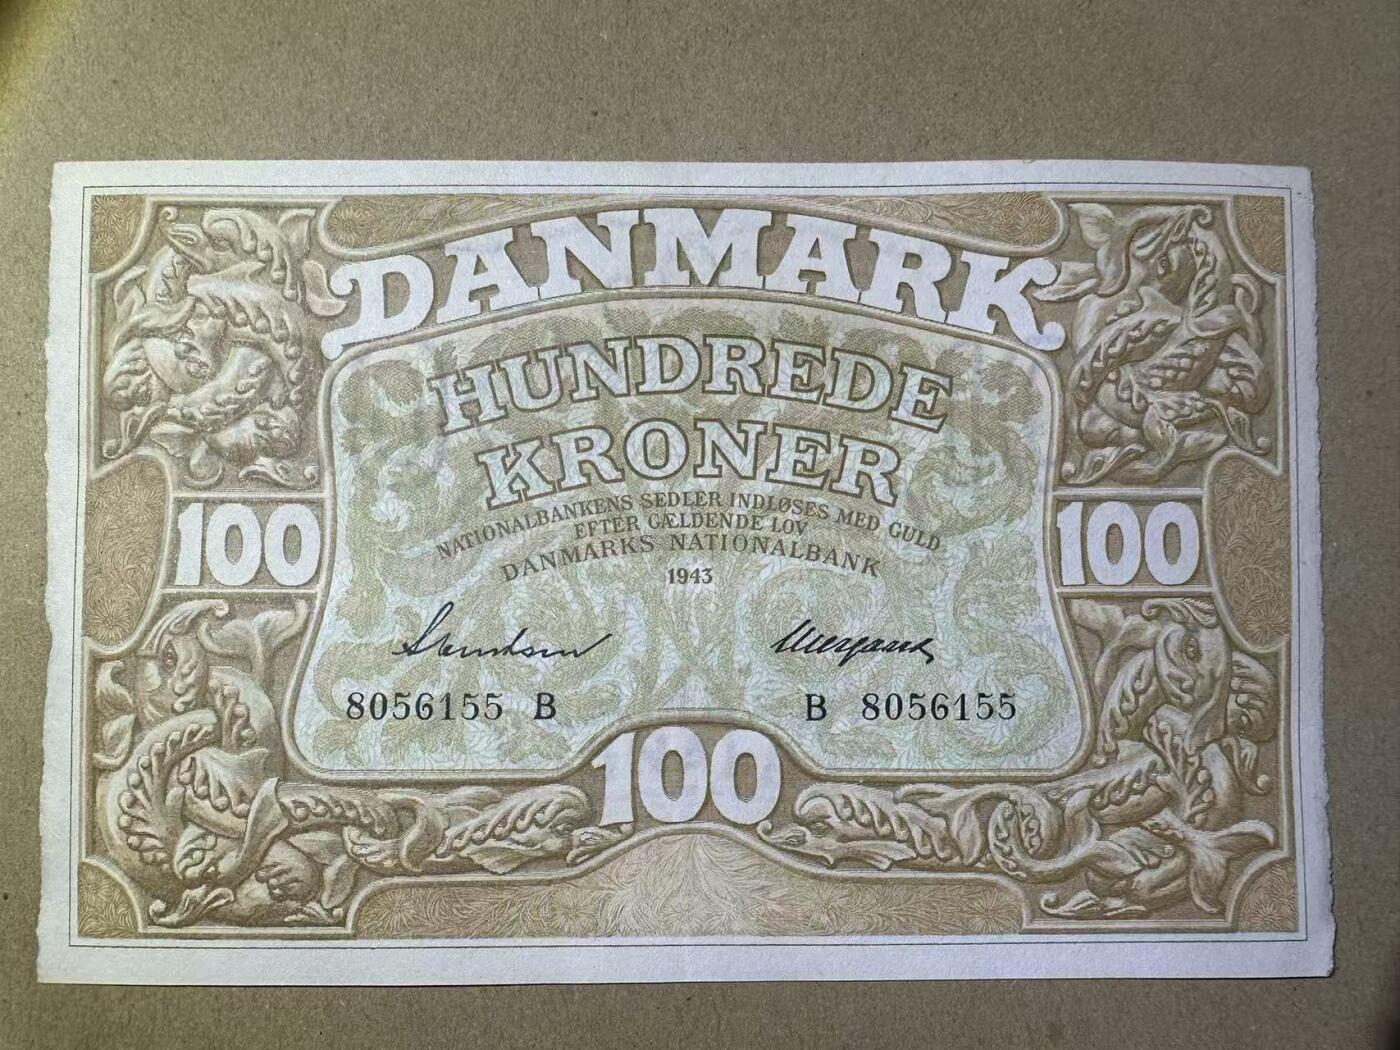 DANMARK
HUNDREDE
KRONER
NATIONALBANKENS SEDLER INDLØSES MED GULD
EFTER GÆLDENDE LOV
DANMARKS NATIONALBANK
1943
100 100
8056155 B B 8056155
100